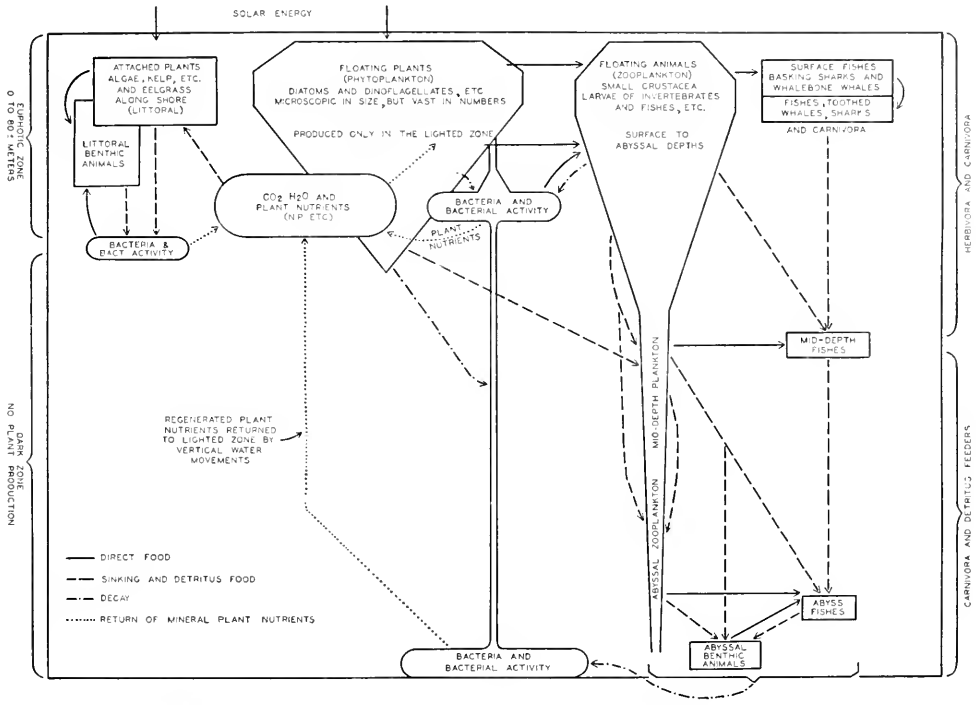 SOLAR ENERGY
ATTACHED PLANTS
ALGAE, KELP, ETC.
AND EELGRASS
ALONG SHORE
(LITTORAL)
LITTORAL
BENTHIC
ANIMALS
BACTERIA &
BACT ACTIVITY
FLOATING PLANTS
(PHYTOPLANKTON)
DIATOMS AND DINOFLAGELLATES, ETC
MICROSCOPIC IN SIZE, BUT VAST IN NUMBERS
PRODUCED ONLY IN THE LIGHTED ZONE
CO2 H2O AND
PLANT NUTRIENTS
(N P ETC)
BACTERIA AND
BACTERIAL ACTIVITY
PLANT
NUTRIENTS
FLOATING ANIMALS
(ZOOPLANKTON)
SMALL CRUSTACEA
LARVAE OF INVERTEBRATES
AND FISHES, ETC.
SURFACE TO
ABYSSAL DEPTHS
SURFACE FISHES
BASKING SHARKS AND
WHALEBONE WHALES
FISHES, TOOTHED
WHALES, SHARKS
AND CARNIVORA
MID-DEPTH
FISHES
MID-DEPTH PLANKTON
ABYSSAL ZOOPLANKTON
REGENERATED PLANT
NUTRIENTS RETURNED
TO LIGHTED ZONE BY
VERTICAL WATER
MOVEMENTS
DIRECT FOOD
SINKING AND DETRITUS FOOD
DECAY
RETURN OF MINERAL PLANT NUTRIENTS
BACTERIA AND
BACTERIAL ACTIVITY
ABYSS
FISHES
ABYSSAL
BENTHIC
ANIMALS
EUPHOTIC ZONE
0 TO 80± METERS
DARK ZONE
NO PLANT PRODUCTION
HERBIVORA AND CARNIVORA
CARNIVORA AND DETRITUS FEEDERS